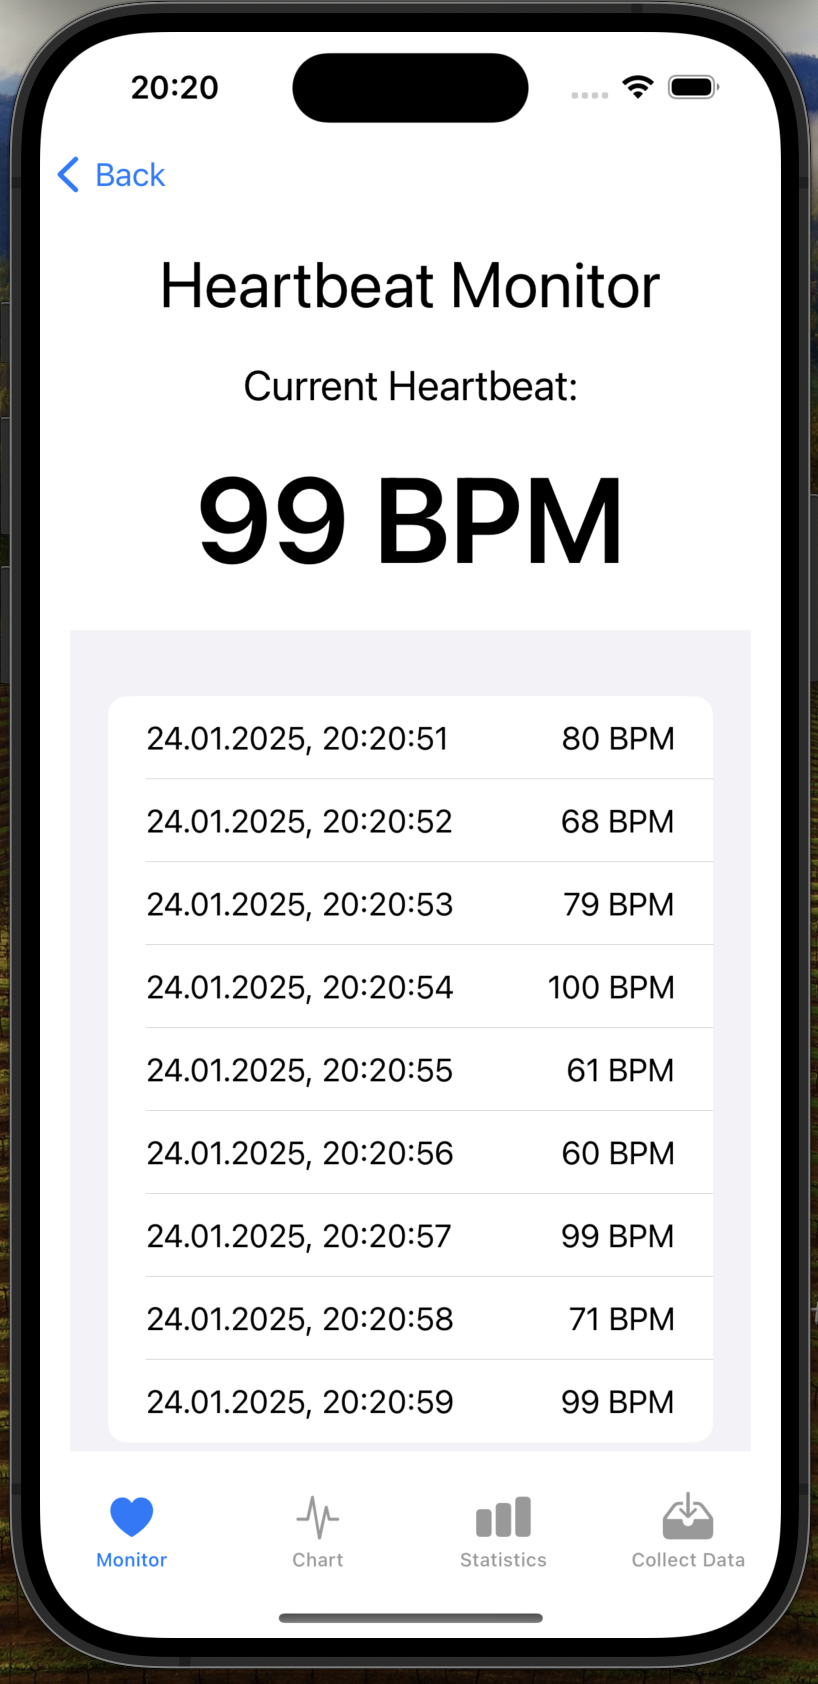 20:20
Back
Heartbeat Monitor
Current Heartbeat:
99 BPM
24.01.2025, 20:20:51 80 BPM
24.01.2025, 20:20:52 68 BPM
24.01.2025, 20:20:53 79 BPM
24.01.2025, 20:20:54 100 BPM
24.01.2025, 20:20:55 61 BPM
24.01.2025, 20:20:56 60 BPM
24.01.2025, 20:20:57 99 BPM
24.01.2025, 20:20:58 71 BPM
24.01.2025, 20:20:59 99 BPM
Monitor Chart Statistics Collect Data